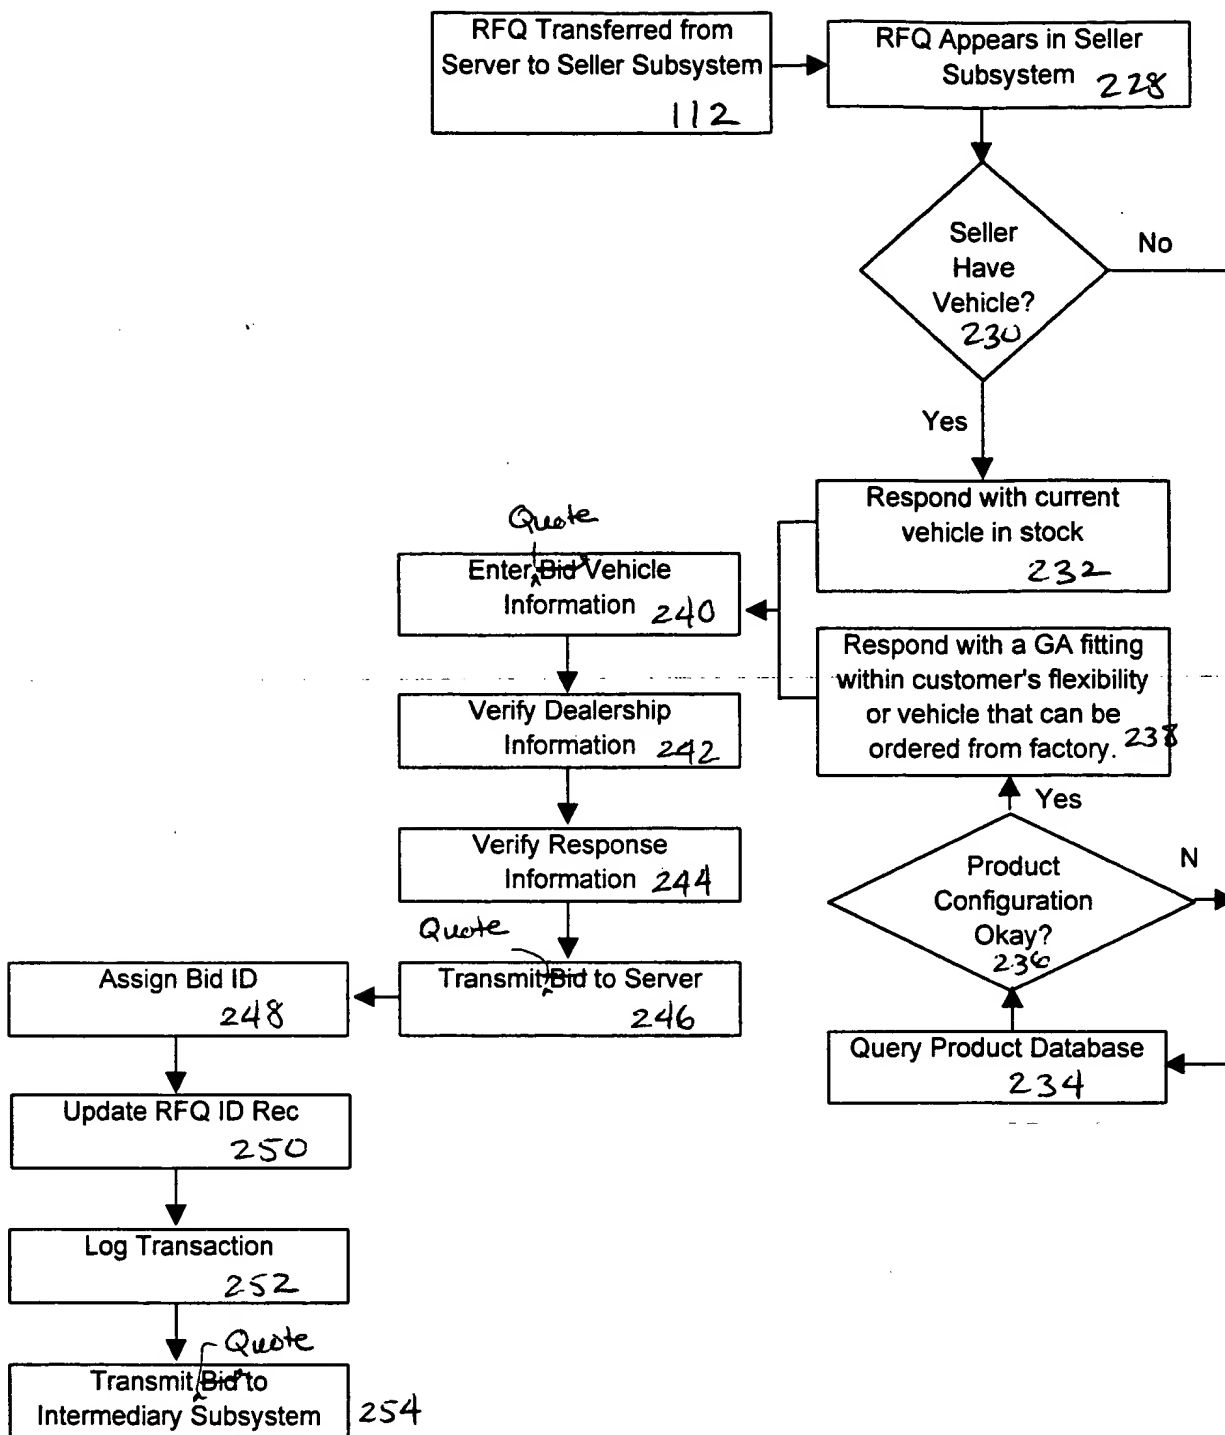 RFQ Transferred from
Server to Seller Subsystem
112
RFQ Appears in Seller
Subsystem 228
Seller
Have
Vehicle?
230
No
Yes
Respond with current
vehicle in stock
232
Quote
Enter Bid Vehicle
Information 240
Respond with a GA fitting
within customer's flexibility
or vehicle that can be
ordered from factory. 238
Verify Dealership
Information 242
Yes
Verify Response
Information 244
Product
Configuration
Okay?
236
N
Quote
Transmit Bid to Server
246
Query Product Database
234
Assign Bid ID
248
Update RFQ ID Rec
250
Log Transaction
252
Quote
Transmit Bid to
Intermediary Subsystem 254